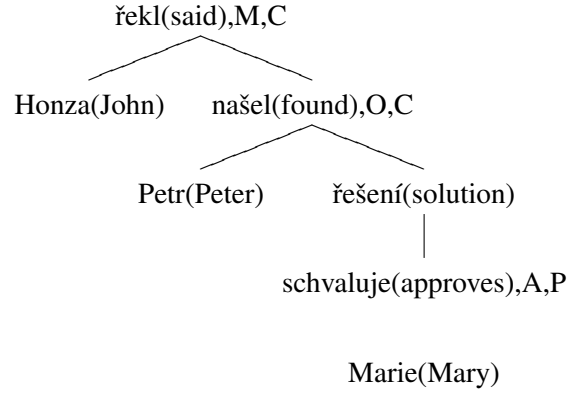 řekl(said),M,C
Honza(John) našel(found),O,C
Petr(Peter) řešení(solution)
schvaluje(approves),A,P
Marie(Mary)